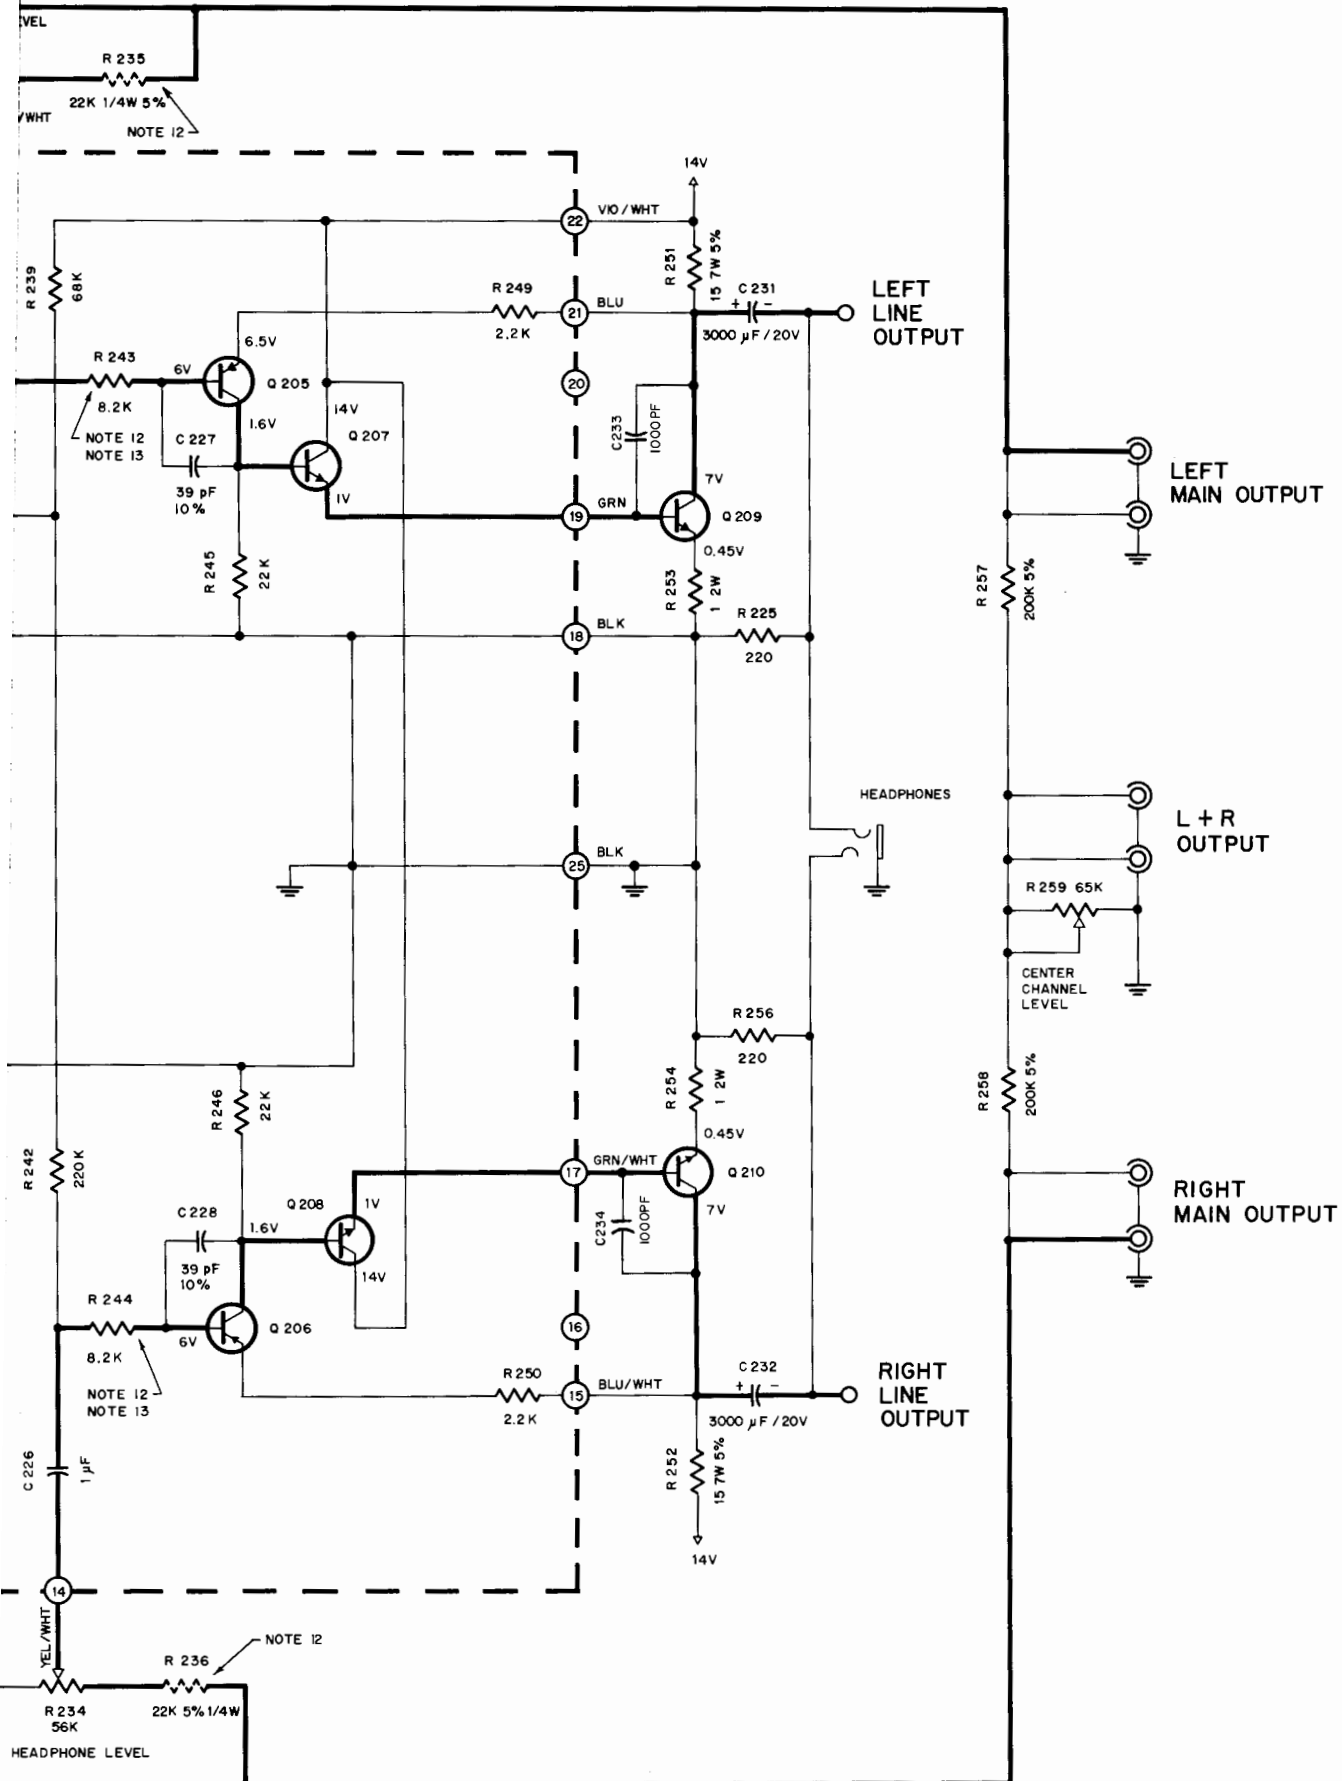 EVEL
R 235
22K 1/4W 5%
/WHT
NOTE 12
14V
22
VIO/WHT
R 239
68K
R 251
15 7W 5%
R 249
2.2K
21
BLU
C 231
+ -
3000 µF/20V
LEFT
LINE
OUTPUT
6.5V
R 243
6V
Q 205
20
8.2K
NOTE 12
NOTE 13
C 227
1.6V
14V
Q 207
C233
1000PF
39 pF
10%
1V
7V
19
GRN
Q 209
0.45V
LEFT
MAIN OUTPUT
R 245
22K
R 253
1 2W
R 225
220
R 257
200K 5%
18
BLK
HEADPHONES
L + R
OUTPUT
25
BLK
R 259 65K
CENTER
CHANNEL
LEVEL
R 256
220
R 246
22K
R 254
1 2W
R 258
200K 5%
0.45V
R 242
220K
17
GRN/WHT
Q 210
Q 208
1V
7V
C 228
1.6V
C234
1000PF
RIGHT
MAIN OUTPUT
39 pF
10%
14V
R 244
6V
Q 206
16
8.2K
NOTE 12
NOTE 13
R 250
2.2K
15
BLU/WHT
C 232
+ -
3000 µF/20V
RIGHT
LINE
OUTPUT
C 226
1 µF
R 252
15 7W 5%
14V
14
YEL/WHT
NOTE 12
R 236
R 234
56K
22K 5% 1/4W
HEADPHONE LEVEL